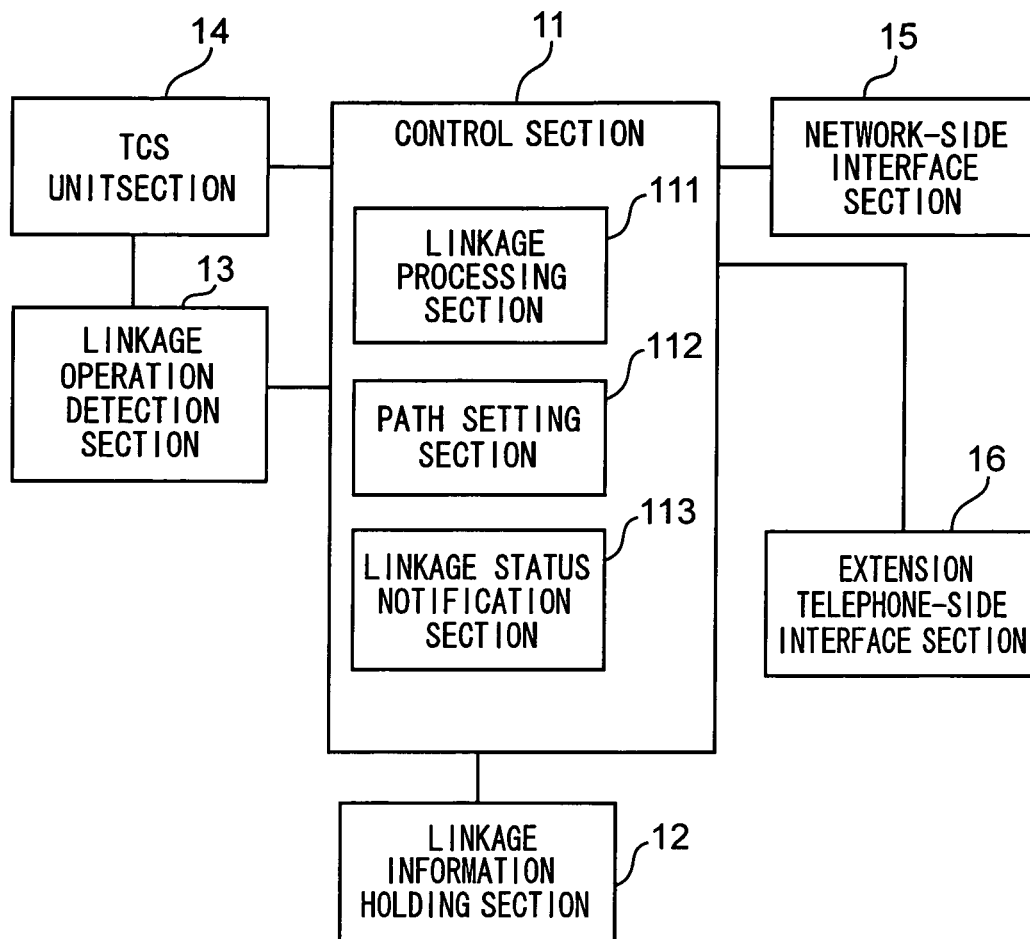 14
11
15
TCS
UNITSECTION
CONTROL SECTION
NETWORK-SIDE
INTERFACE
SECTION
111
LINKAGE
PROCESSING
SECTION
13
LINKAGE
OPERATION
DETECTION
SECTION
112
PATH SETTING
SECTION
113
LINKAGE STATUS
NOTIFICATION
SECTION
16
EXTENSION
TELEPHONE-SIDE
INTERFACE SECTION
12
LINKAGE
INFORMATION
HOLDING SECTION